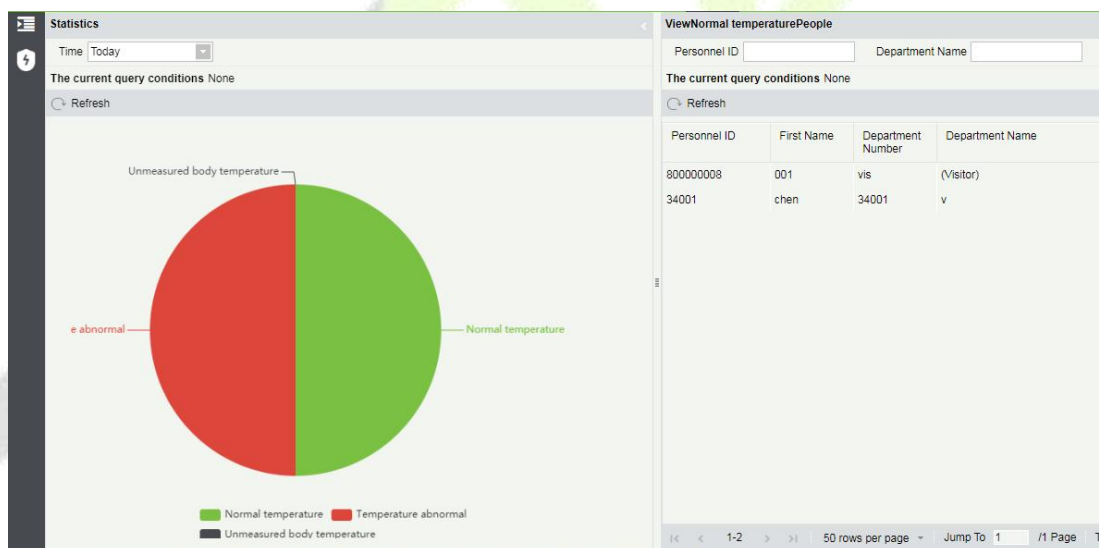 Statistics
Time Today
The current query conditions None
Refresh
Unmeasured body temperature
e abnormal
Normal temperature
Normal temperature Temperature abnormal
Unmeasured body temperature
ViewNormal temperaturePeople
Personnel ID Department Name
The current query conditions None
Refresh
Personnel ID First Name Department Number Department Name
800000008 001 vis (Visitor)
34001 chen 34001 v
1-2 50 rows per page Jump To 1 /1 Page T